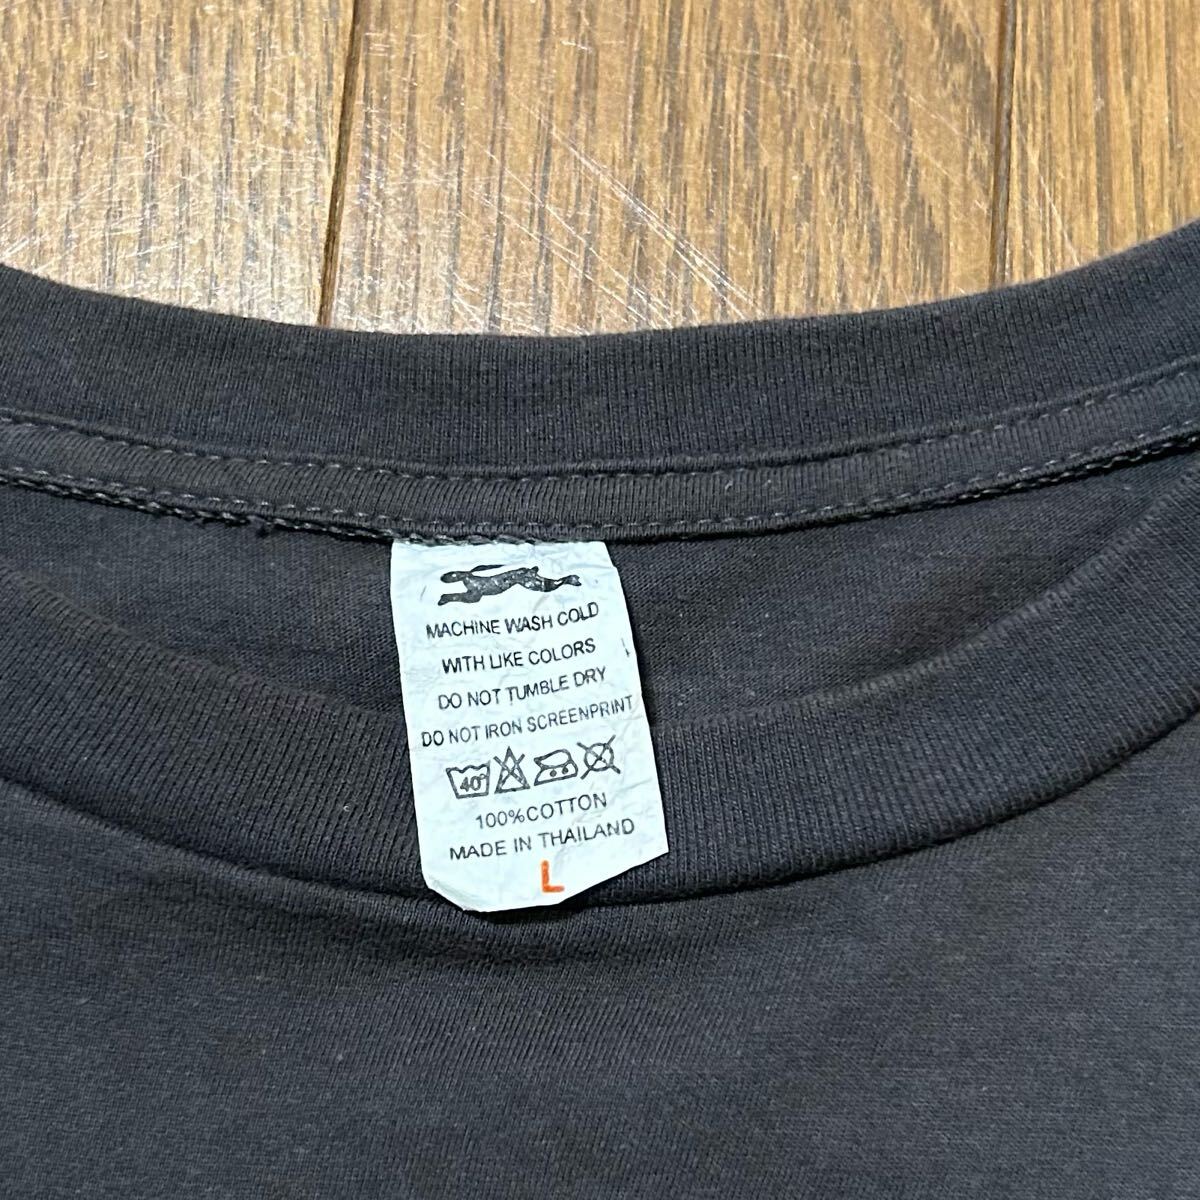 MACHINE WASH COLD
WITH LIKE COLORS
DO NOT TUMBLE DRY
DO NOT IRON SCREENPRINT
40°
100%COTTON
MADE IN THAILAND
L